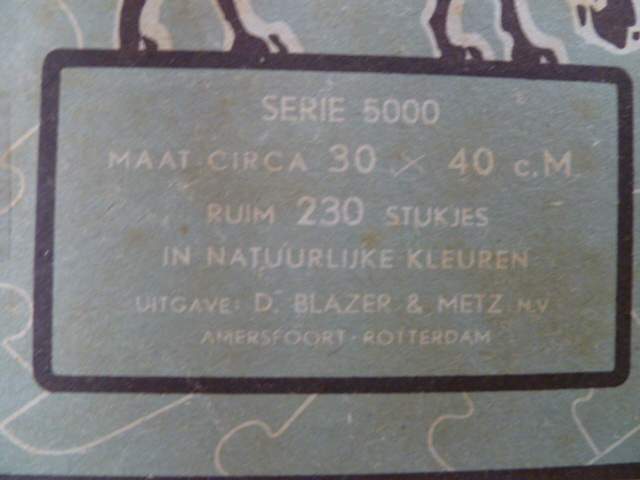 SERIE 5000
MAAT CIRCA 30 × 40 c.M.
RUIM 230 STUKJES
IN NATUURLIJKE KLEUREN
UITGAVE: D. BLAZER & METZ N.V.
AMERSFOORT - ROTTERDAM